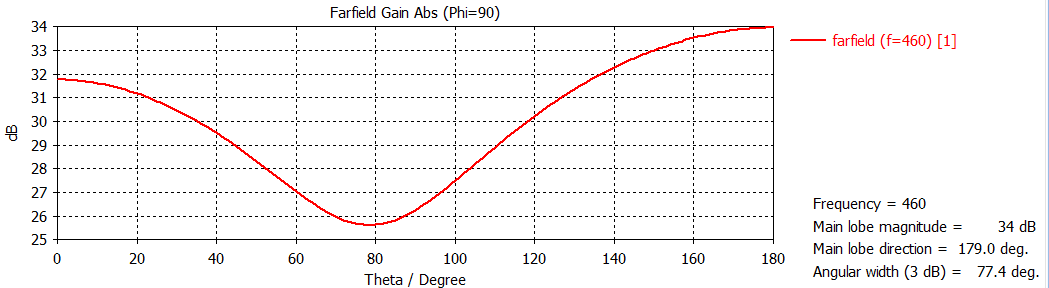 Farfield Gain Abs (Phi=90)
34
33
32
31
30
29
28
27
26
25
dB
0 20 40 60 80 100 120 140 160 180
Theta / Degree
farfield (f=460) [1]
Frequency = 460
Main lobe magnitude = 34 dB
Main lobe direction = 179.0 deg.
Angular width (3 dB) = 77.4 deg.